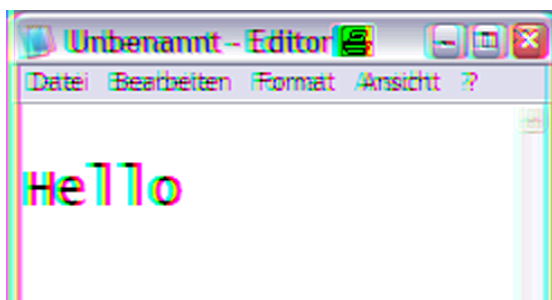 Unbenannt - Editor
Datei Bearbeiten Format Ansicht ?
Hello